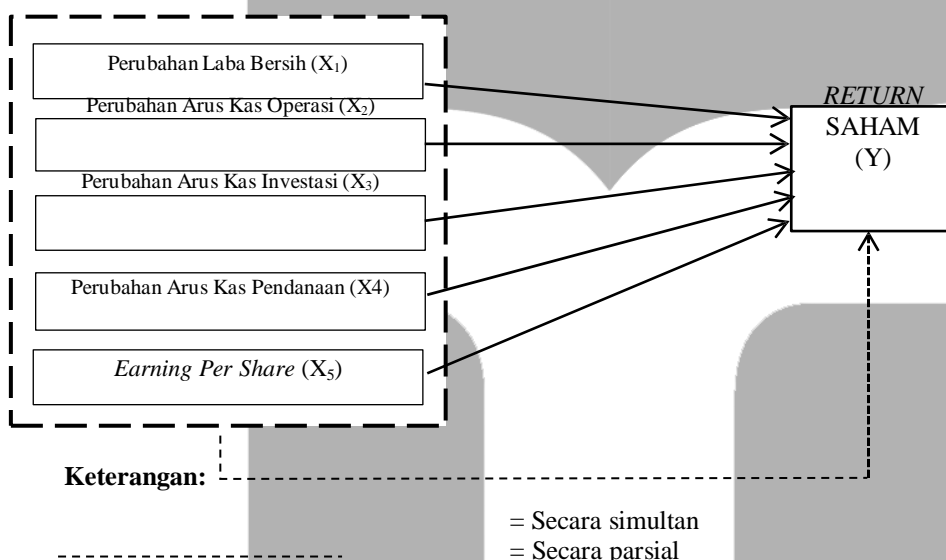 Perubahan Laba Bersih (X₁)
Perubahan Arus Kas Operasi (X₂)
Perubahan Arus Kas Investasi (X₃)
Perubahan Arus Kas Pendanaan (X4)
Earning Per Share (X₅)
RETURN
SAHAM
(Y)
Keterangan:
= Secara simultan
= Secara parsial